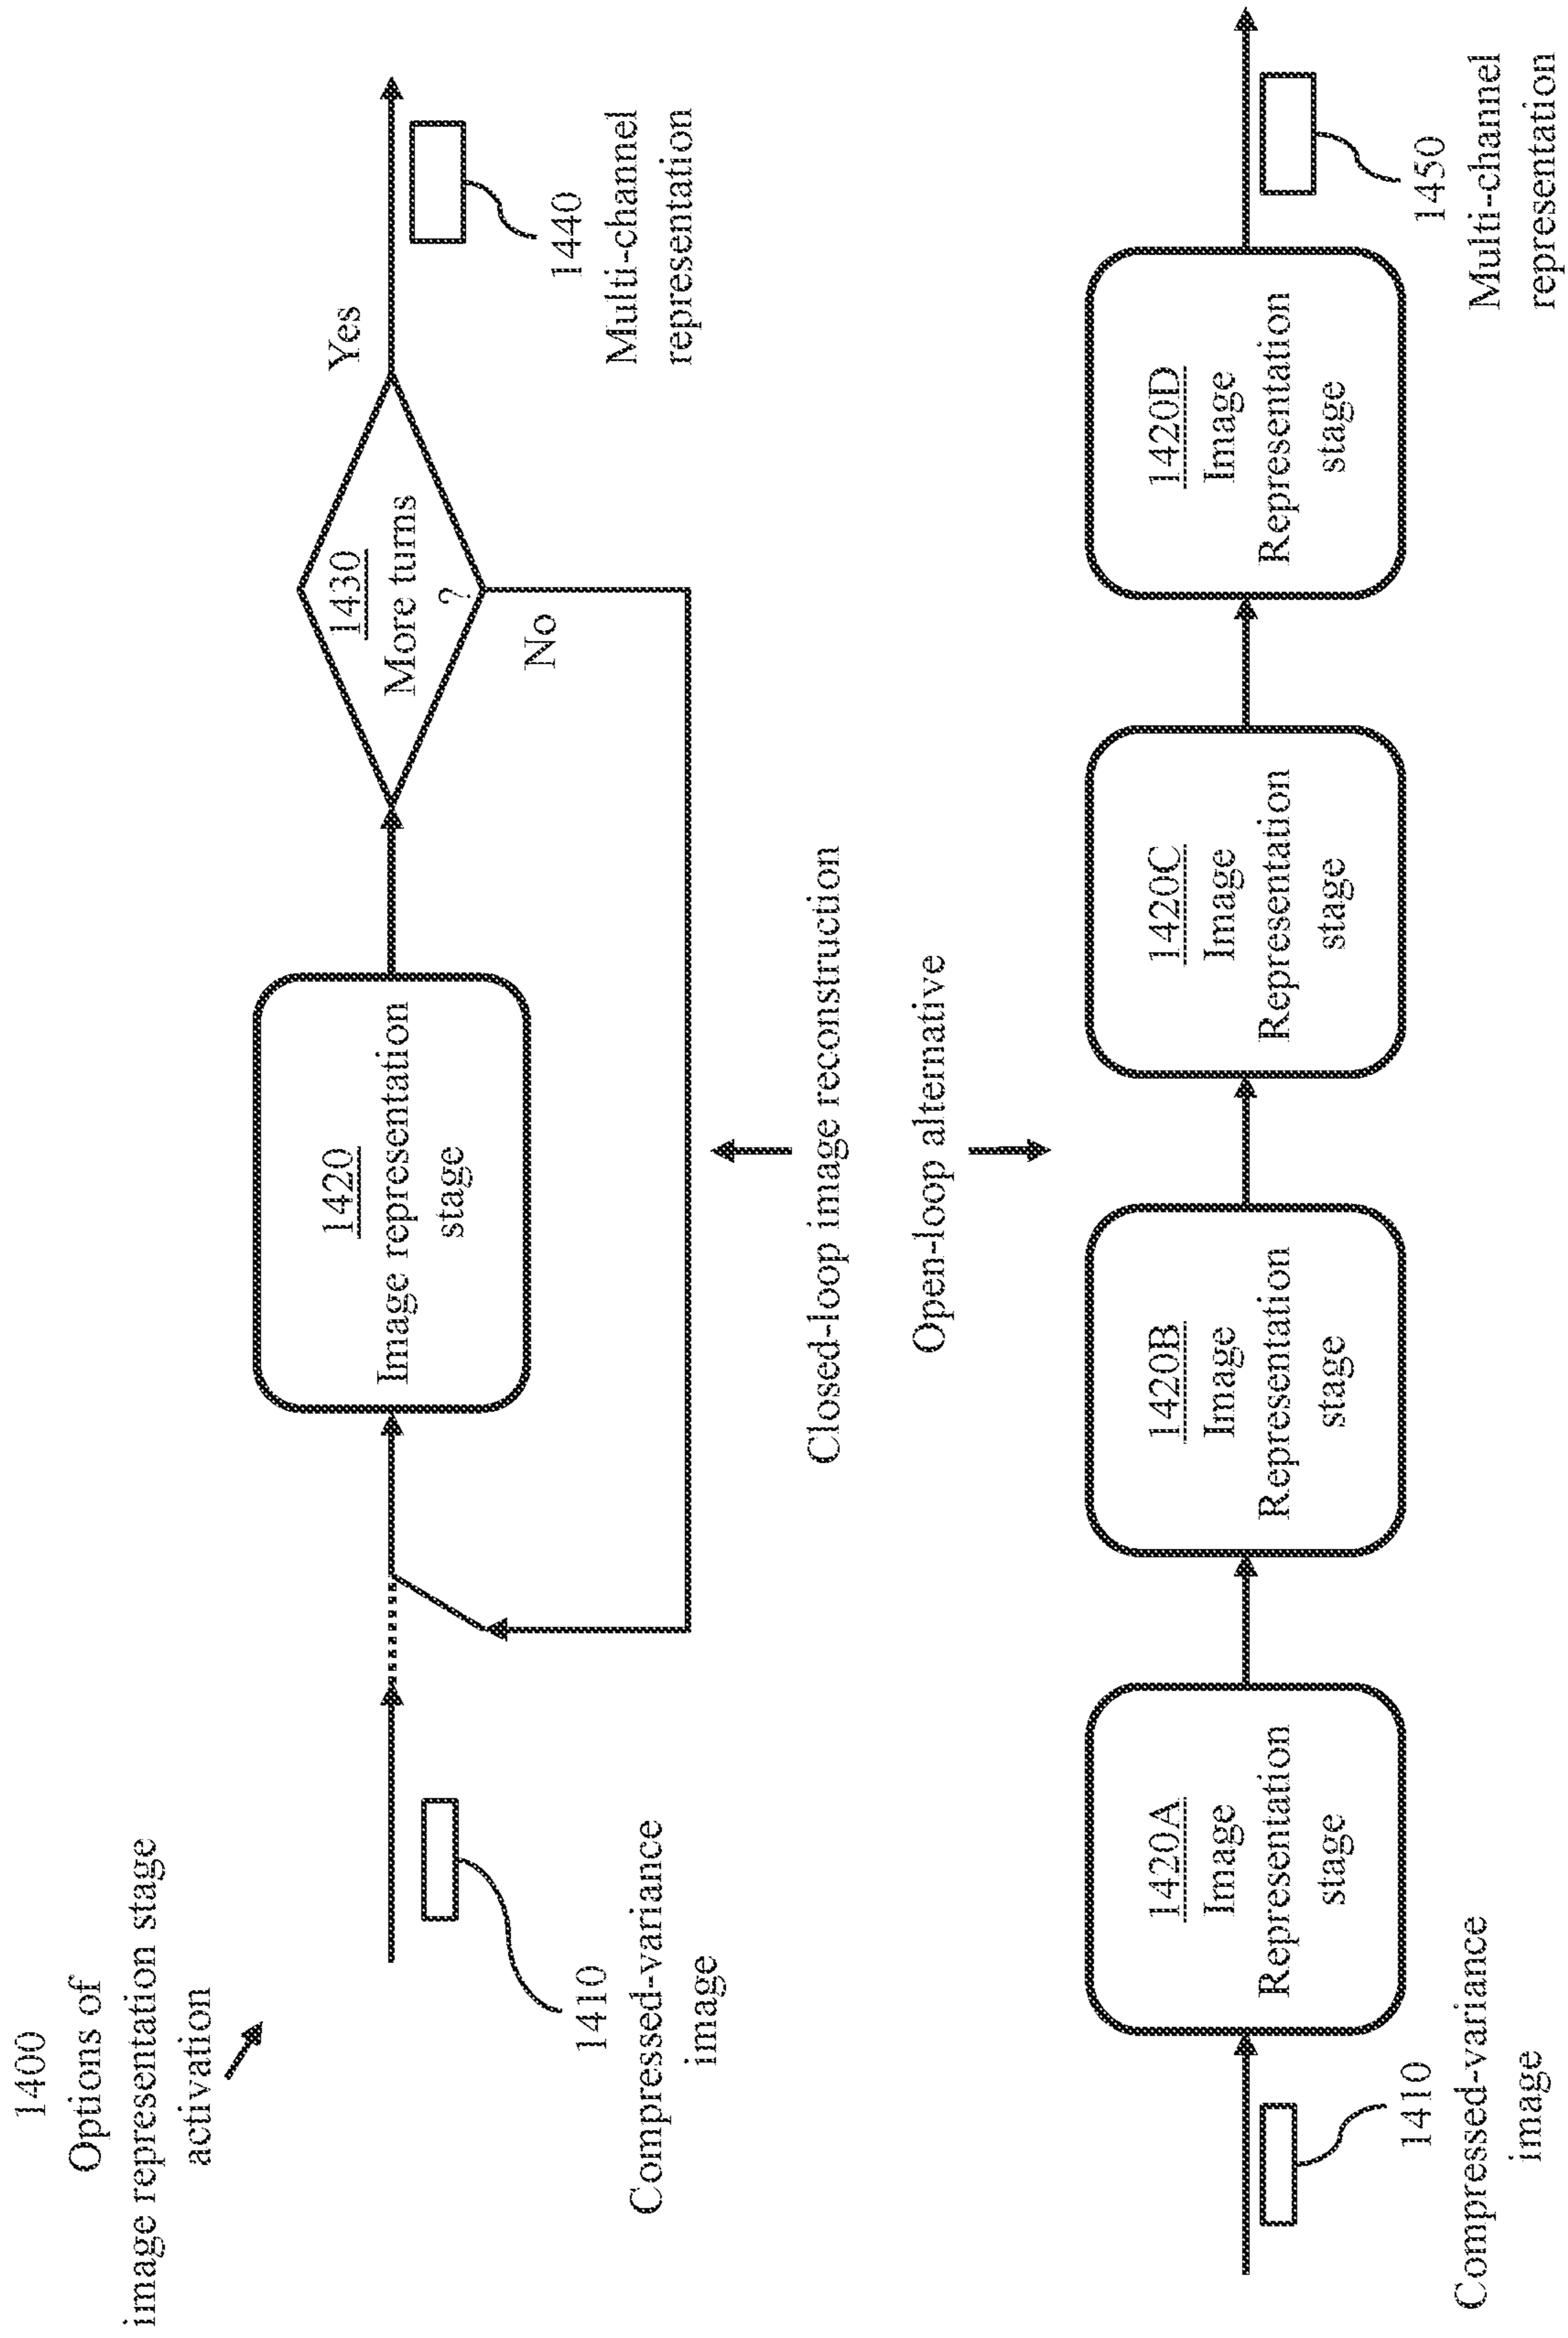 1400
Options of
image representation stage
activation
1410
Compressed-variance
image
1420
Image representation
stage
1430
More turns
?
Yes
No
1440
Multi-channel
representation
Closed-loop image reconstruction
Open-loop alternative
1410
Compressed-variance
image
1420A
Image
Representation
stage
1420B
Image
Representation
stage
1420C
Image
Representation
stage
1420D
Image
Representation
stage
1450
Multi-channel
representation